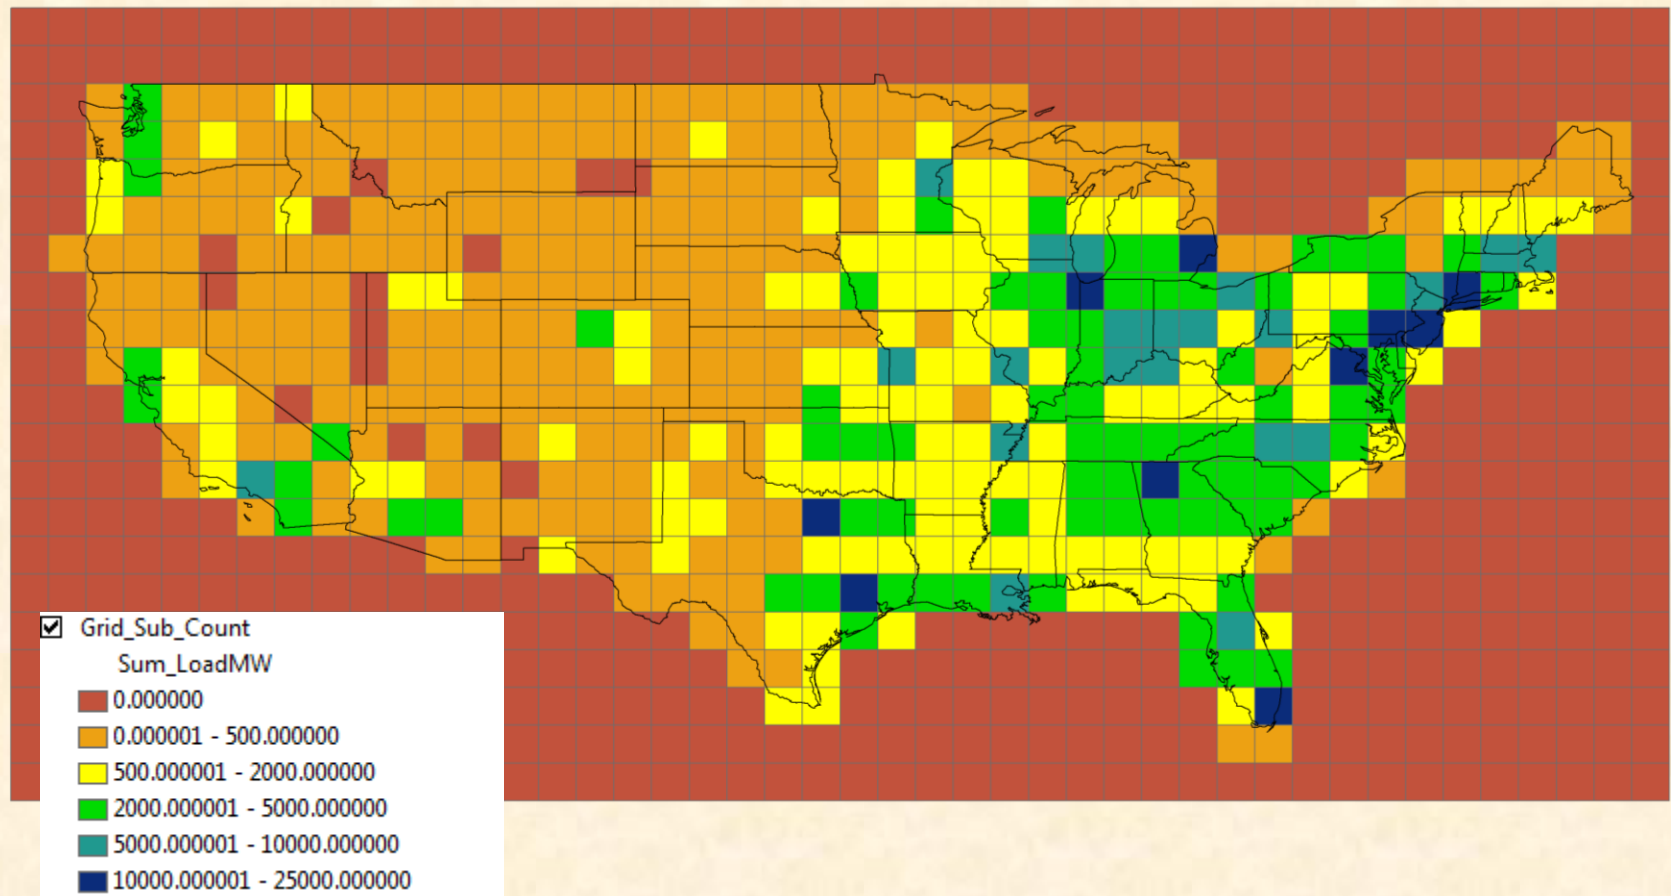 Grid_Sub_Count
Sum_LoadMW
0.000000
0.000001 - 500.000000
500.000001 - 2000.000000
2000.000001 - 5000.000000
5000.000001 - 10000.000000
10000.000001 - 25000.000000